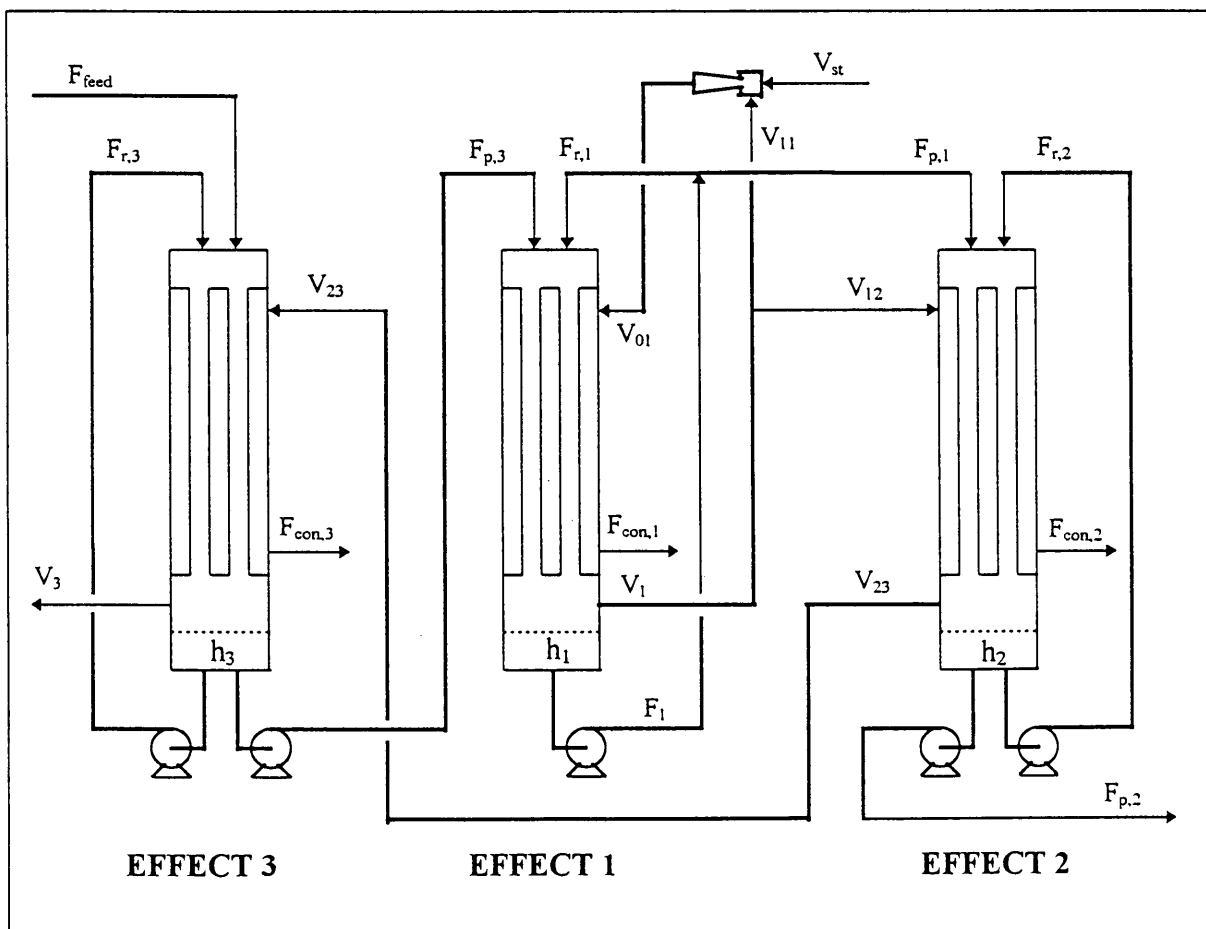 F_feed
V_st
F_r,3
F_p,3
F_r,1
V_11
F_p,1
F_r,2
V_23
V_01
V_12
F_con,3
F_con,1
F_con,2
V_3
V_1
V_23
h_3
h_1
h_2
F_1
F_p,2
EFFECT 3
EFFECT 1
EFFECT 2